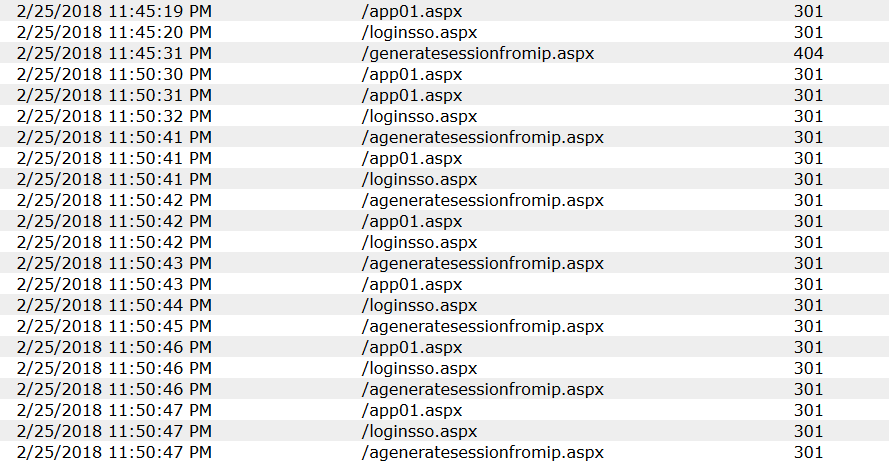 2/25/2018 11:45:19 PM /app01.aspx 301
2/25/2018 11:45:20 PM /loginsso.aspx 301
2/25/2018 11:45:31 PM /generatesessionfromip.aspx 404
2/25/2018 11:50:30 PM /app01.aspx 301
2/25/2018 11:50:31 PM /app01.aspx 301
2/25/2018 11:50:32 PM /loginsso.aspx 301
2/25/2018 11:50:41 PM /ageneratesessionfromip.aspx 301
2/25/2018 11:50:41 PM /app01.aspx 301
2/25/2018 11:50:41 PM /loginsso.aspx 301
2/25/2018 11:50:42 PM /ageneratesessionfromip.aspx 301
2/25/2018 11:50:42 PM /app01.aspx 301
2/25/2018 11:50:42 PM /loginsso.aspx 301
2/25/2018 11:50:43 PM /ageneratesessionfromip.aspx 301
2/25/2018 11:50:43 PM /app01.aspx 301
2/25/2018 11:50:44 PM /loginsso.aspx 301
2/25/2018 11:50:45 PM /ageneratesessionfromip.aspx 301
2/25/2018 11:50:46 PM /app01.aspx 301
2/25/2018 11:50:46 PM /loginsso.aspx 301
2/25/2018 11:50:46 PM /ageneratesessionfromip.aspx 301
2/25/2018 11:50:47 PM /app01.aspx 301
2/25/2018 11:50:47 PM /loginsso.aspx 301
2/25/2018 11:50:47 PM /ageneratesessionfromip.aspx 301